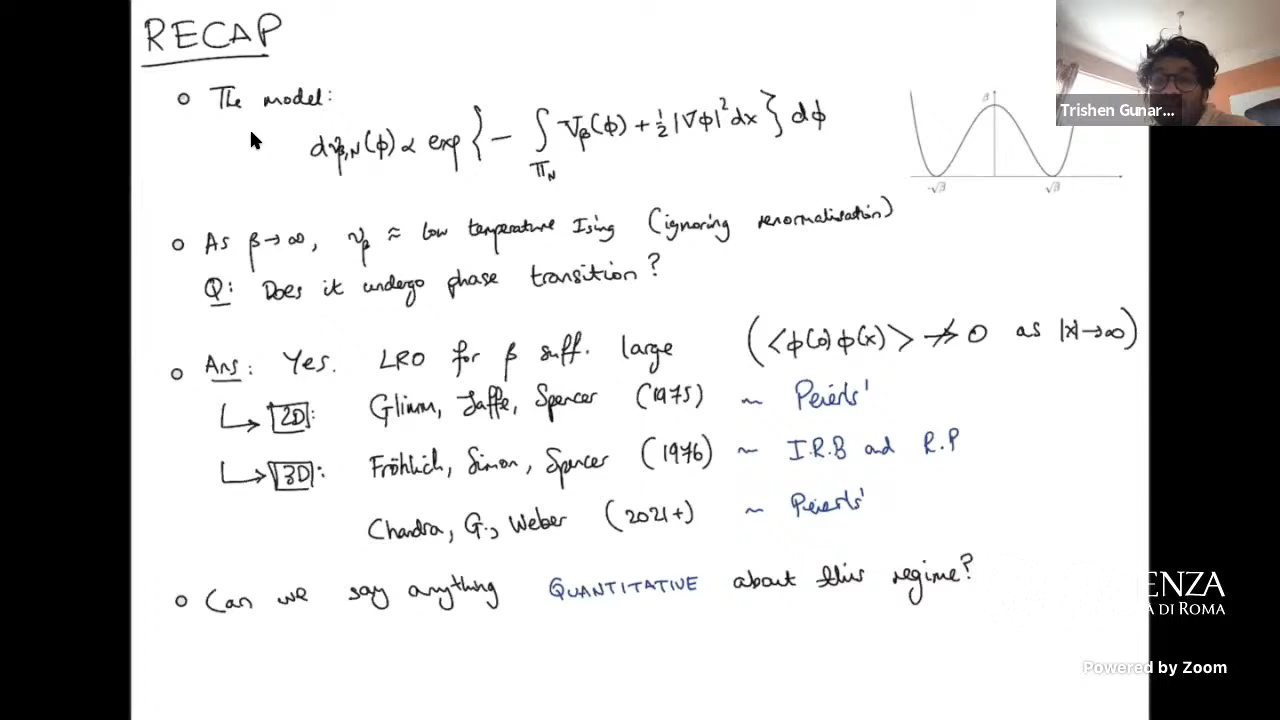 RECAP
Trishen Gunar...
The model:
dν_{β,N}(φ) ∝ exp { − ∫_{𝕋_N} V_β(φ) + ½ |∇φ|² dx } dφ
β
-√β √β
As β → ∞, ν_β ≈ low temperature Ising (ignoring renormalisation)
Q: Does it undergo phase transition?
Ans: Yes. LRO for β suff. large (<φ(0)φ(x)> ↛ 0 as |x| → ∞)
↳ 2D: Glimm, Jaffe, Spencer (1975) ~ Peierls'
↳ 3D: Fröhlich, Simon, Spencer (1976) ~ I.R.B and R.P
Chandra, G., Weber (2021+) ~ Peierls'
Can we say anything QUANTITATIVE about this regime?
ENZA
A DI ROMA
Powered by Zoom